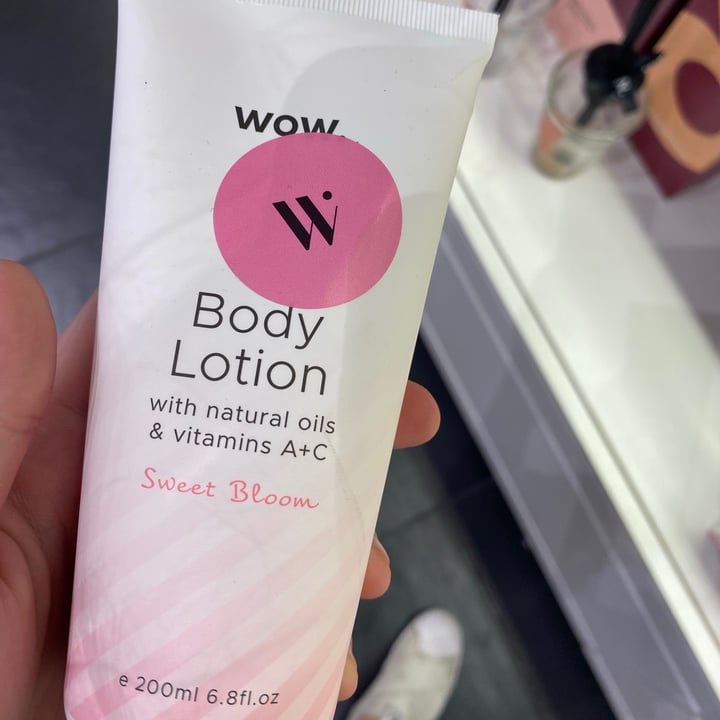 wow.
W
Body
Lotion
with natural oils
& vitamins A+C
Sweet Bloom
e 200ml 6.8fl.oz